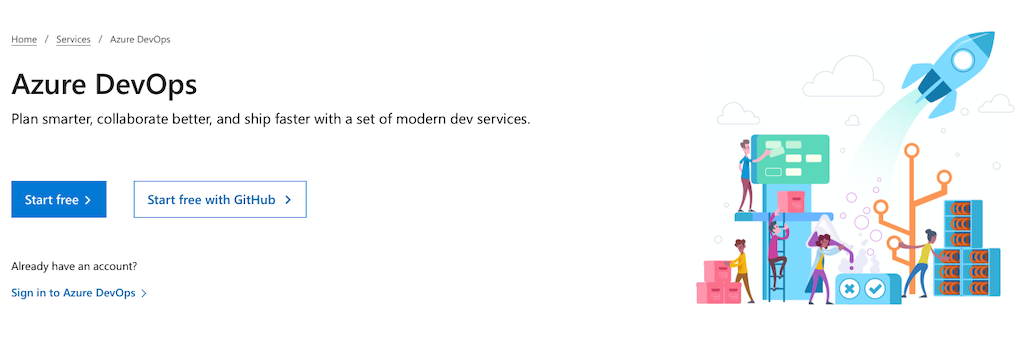 Home / Services / Azure DevOps
Azure DevOps
Plan smarter, collaborate better, and ship faster with a set of modern dev services.
Start free
Start free with GitHub
Already have an account?
Sign in to Azure DevOps